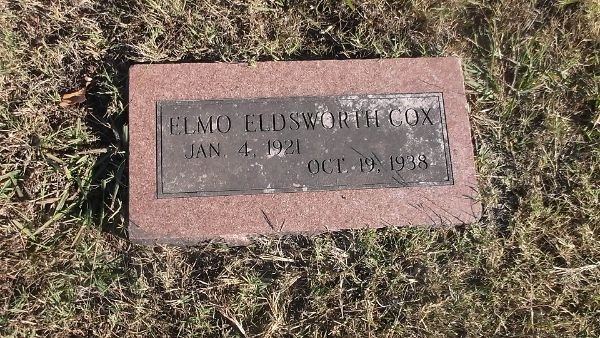 ELMO ELDSWORTH COX
JAN. 4, 1921
OCT. 19, 1938